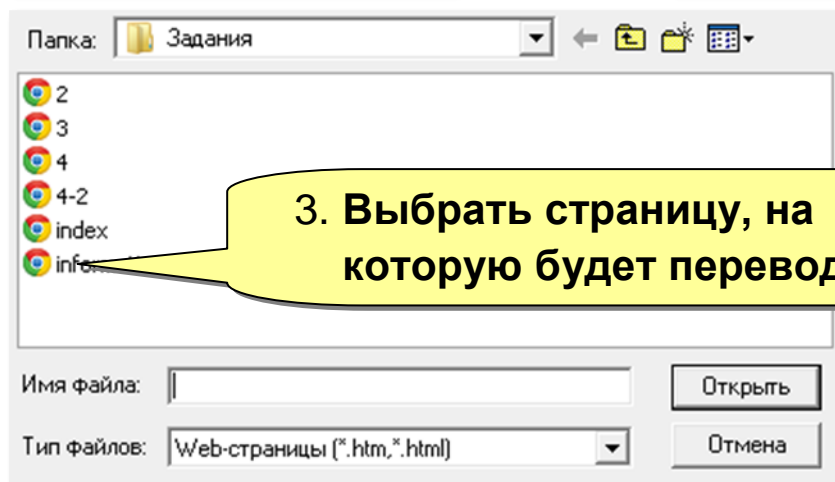 Папка: Задания
2
3
4
4-2
index
3. Выбрать страницу, на
которую будет
Имя файла:
Открыть
Тип файлов: Web-страницы (*.htm,*.html)
Отмена